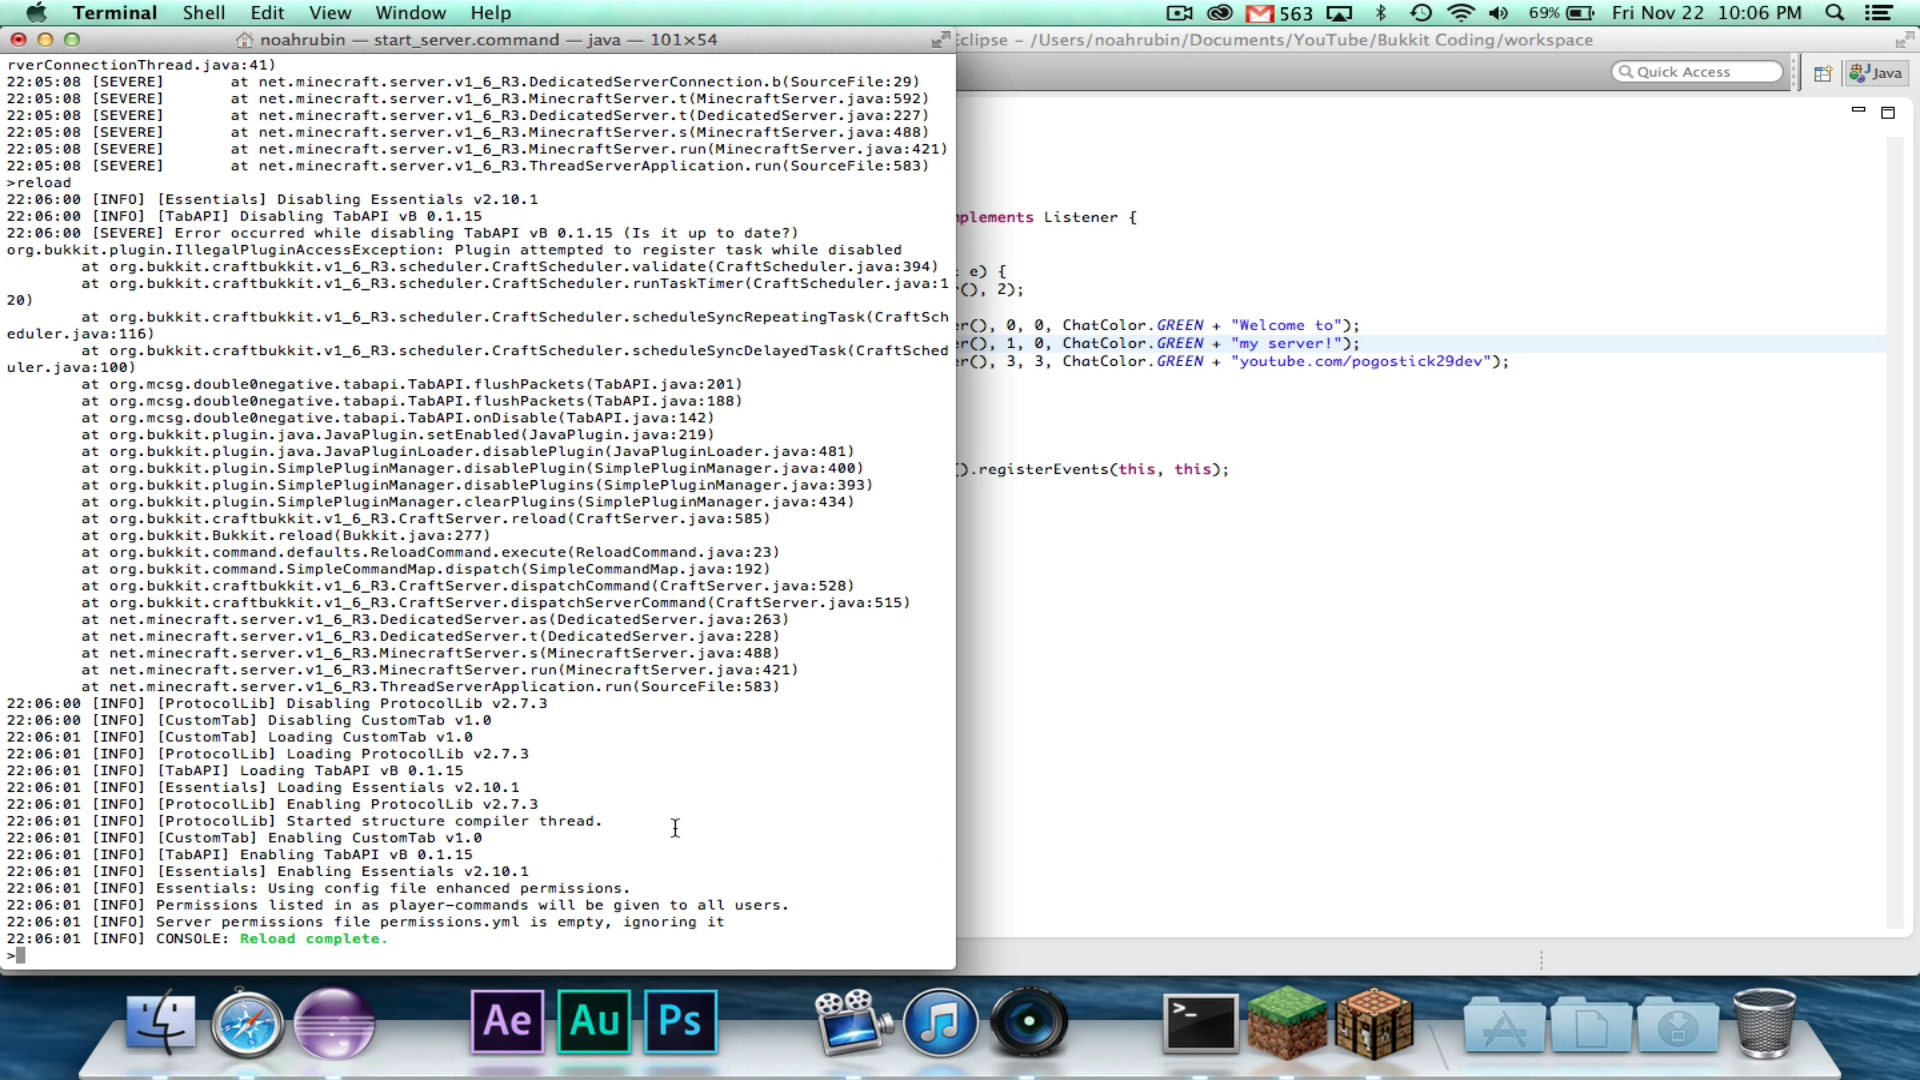 Terminal Shell Edit View Window Help 563 69% Fri Nov 22 10:06 PM
noahrubin — start_server.command — java — 101×54
Eclipse – /Users/noahrubin/Documents/YouTube/Bukkit Coding/workspace
Quick Access
Java
rverConnectionThread.java:41)
22:05:08 [SEVERE] at net.minecraft.server.v1_6_R3.DedicatedServerConnection.b(SourceFile:29)
22:05:08 [SEVERE] at net.minecraft.server.v1_6_R3.MinecraftServer.t(MinecraftServer.java:592)
22:05:08 [SEVERE] at net.minecraft.server.v1_6_R3.DedicatedServer.t(DedicatedServer.java:227)
22:05:08 [SEVERE] at net.minecraft.server.v1_6_R3.MinecraftServer.s(MinecraftServer.java:488)
22:05:08 [SEVERE] at net.minecraft.server.v1_6_R3.MinecraftServer.run(MinecraftServer.java:421)
22:05:08 [SEVERE] at net.minecraft.server.v1_6_R3.ThreadServerApplication.run(SourceFile:583)
>reload
22:06:00 [INFO] [Essentials] Disabling Essentials v2.10.1
22:06:00 [INFO] [TabAPI] Disabling TabAPI vB 0.1.15
22:06:00 [SEVERE] Error occurred while disabling TabAPI vB 0.1.15 (Is it up to date?)
org.bukkit.plugin.IllegalPluginAccessException: Plugin attempted to register task while disabled
at org.bukkit.craftbukkit.v1_6_R3.scheduler.CraftScheduler.validate(CraftScheduler.java:394)
at org.bukkit.craftbukkit.v1_6_R3.scheduler.CraftScheduler.runTaskTimer(CraftScheduler.java:1
20)
at org.bukkit.craftbukkit.v1_6_R3.scheduler.CraftScheduler.scheduleSyncRepeatingTask(CraftSch
eduler.java:116)
at org.bukkit.craftbukkit.v1_6_R3.scheduler.CraftScheduler.scheduleSyncDelayedTask(CraftSched
uler.java:100)
at org.mcsg.double0negative.tabapi.TabAPI.flushPackets(TabAPI.java:201)
at org.mcsg.double0negative.tabapi.TabAPI.flushPackets(TabAPI.java:188)
at org.mcsg.double0negative.tabapi.TabAPI.onDisable(TabAPI.java:142)
at org.bukkit.plugin.java.JavaPlugin.setEnabled(JavaPlugin.java:219)
at org.bukkit.plugin.java.JavaPluginLoader.disablePlugin(JavaPluginLoader.java:481)
at org.bukkit.plugin.SimplePluginManager.disablePlugin(SimplePluginManager.java:400)
at org.bukkit.plugin.SimplePluginManager.disablePlugins(SimplePluginManager.java:393)
at org.bukkit.plugin.SimplePluginManager.clearPlugins(SimplePluginManager.java:434)
at org.bukkit.craftbukkit.v1_6_R3.CraftServer.reload(CraftServer.java:585)
at org.bukkit.Bukkit.reload(Bukkit.java:277)
at org.bukkit.command.defaults.ReloadCommand.execute(ReloadCommand.java:23)
at org.bukkit.command.SimpleCommandMap.dispatch(SimpleCommandMap.java:192)
at org.bukkit.craftbukkit.v1_6_R3.CraftServer.dispatchCommand(CraftServer.java:528)
at org.bukkit.craftbukkit.v1_6_R3.CraftServer.dispatchServerCommand(CraftServer.java:515)
at net.minecraft.server.v1_6_R3.DedicatedServer.as(DedicatedServer.java:263)
at net.minecraft.server.v1_6_R3.DedicatedServer.t(DedicatedServer.java:228)
at net.minecraft.server.v1_6_R3.MinecraftServer.s(MinecraftServer.java:488)
at net.minecraft.server.v1_6_R3.MinecraftServer.run(MinecraftServer.java:421)
at net.minecraft.server.v1_6_R3.ThreadServerApplication.run(SourceFile:583)
22:06:00 [INFO] [ProtocolLib] Disabling ProtocolLib v2.7.3
22:06:00 [INFO] [CustomTab] Disabling CustomTab v1.0
22:06:01 [INFO] [CustomTab] Loading CustomTab v1.0
22:06:01 [INFO] [ProtocolLib] Loading ProtocolLib v2.7.3
22:06:01 [INFO] [TabAPI] Loading TabAPI vB 0.1.15
22:06:01 [INFO] [Essentials] Loading Essentials v2.10.1
22:06:01 [INFO] [ProtocolLib] Enabling ProtocolLib v2.7.3
22:06:01 [INFO] [ProtocolLib] Started structure compiler thread.
22:06:01 [INFO] [CustomTab] Enabling CustomTab v1.0
22:06:01 [INFO] [TabAPI] Enabling TabAPI vB 0.1.15
22:06:01 [INFO] [Essentials] Enabling Essentials v2.10.1
22:06:01 [INFO] Essentials: Using config file enhanced permissions.
22:06:01 [INFO] Permissions listed in as player-commands will be given to all users.
22:06:01 [INFO] Server permissions file permissions.yml is empty, ignoring it
22:06:01 [INFO] CONSOLE: Reload complete.
>
mplements Listener {
e) {
r(), 2);
er(), 0, 0, ChatColor.GREEN + "Welcome to");
er(), 1, 0, ChatColor.GREEN + "my server!");
er(), 3, 3, ChatColor.GREEN + "youtube.com/pogostick29dev");
().registerEvents(this, this);
Ae Au Ps
>_